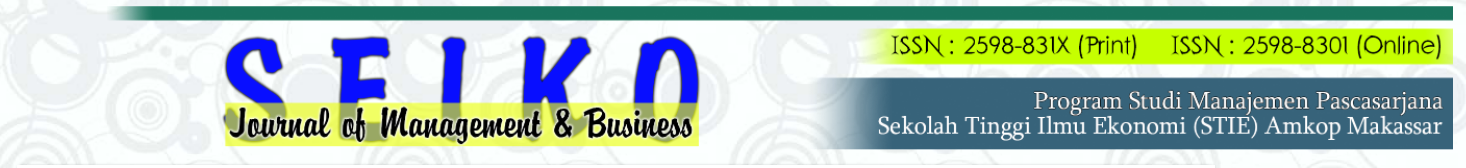 SEIKO
Journal of Management & Business
ISSN : 2598-831X (Print) ISSN : 2598-8301 (Online)
Program Studi Manajemen Pascasarjana
Sekolah Tinggi Ilmu Ekonomi (STIE) Amkop Makassar